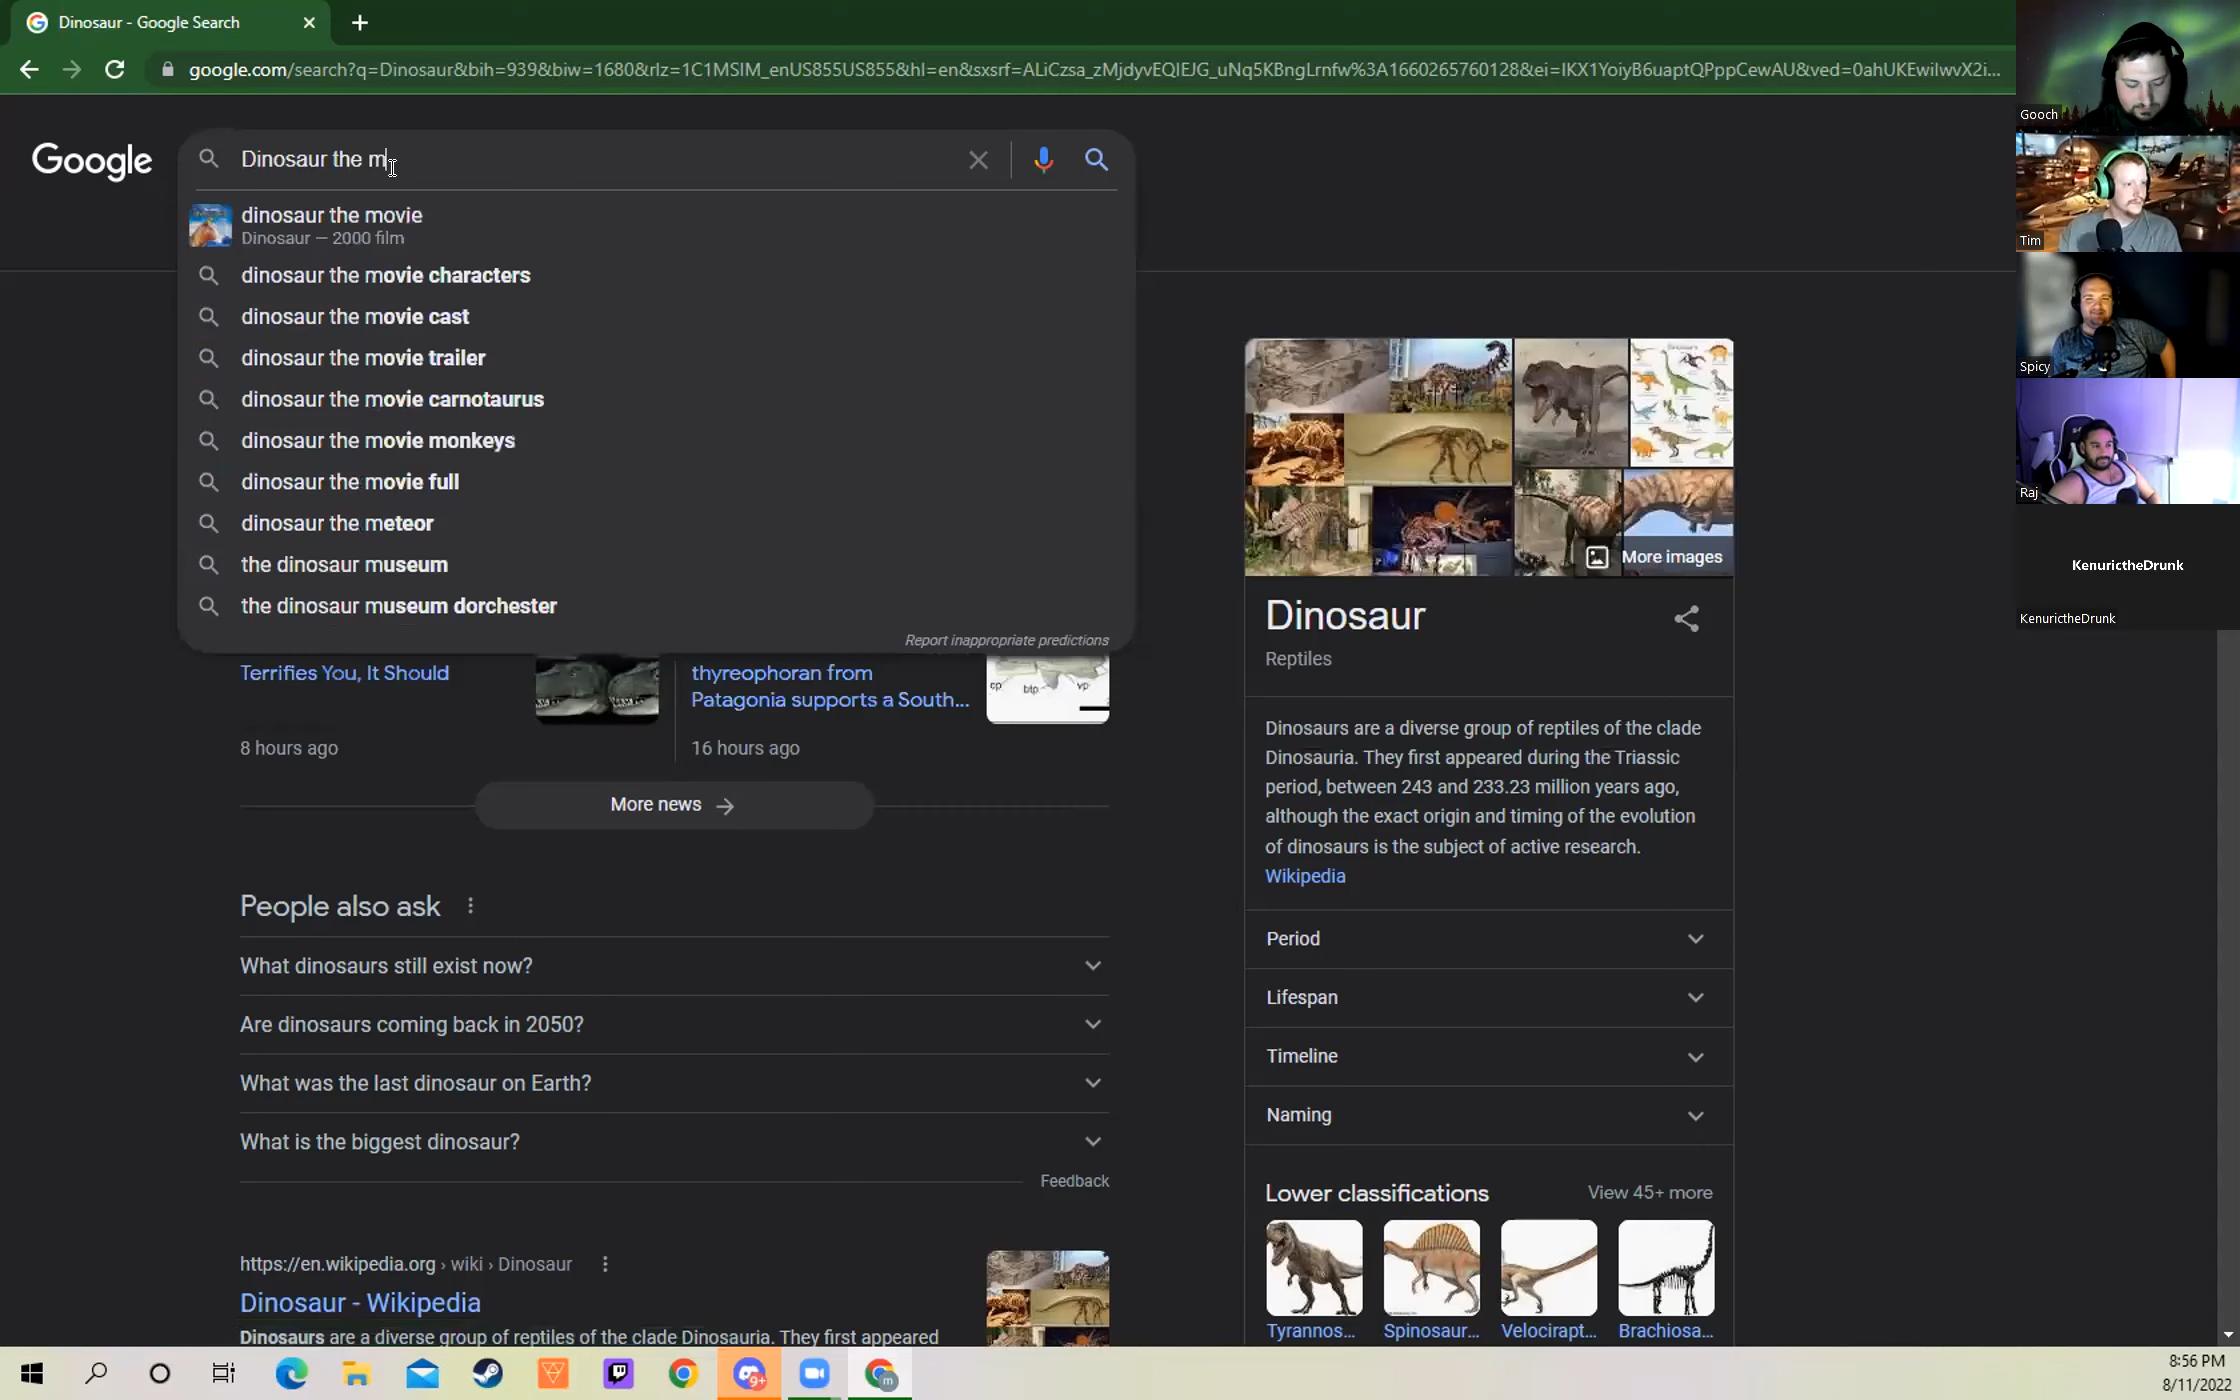 Dinosaur - Google Search
google.com/search?q=Dinosaur&bih=939&biw=1680&rlz=1C1MSIM_enUS855US855&hl=en&sxsrf=ALiCzsa_zMjdyvEQIEJG_uNq5KBngLrnfw%3A1660265760128&ei=IKX1YoiyB6uaptQPppCewAU&ved=0ahUKEwilwvX2i...
Google
Dinosaur the m
dinosaur the movie
Dinosaur — 2000 film
dinosaur the movie characters
dinosaur the movie cast
dinosaur the movie trailer
dinosaur the movie carnotaurus
dinosaur the movie monkeys
dinosaur the movie full
dinosaur the meteor
the dinosaur museum
the dinosaur museum dorchester
Report inappropriate predictions
Terrifies You, It Should
8 hours ago
thyreophoran from
Patagonia supports a South...
cp
btp
vp
16 hours ago
More news
People also ask
What dinosaurs still exist now?
Are dinosaurs coming back in 2050?
What was the last dinosaur on Earth?
What is the biggest dinosaur?
Feedback
https://en.wikipedia.org › wiki › Dinosaur
Dinosaur - Wikipedia
Dinosaurs are a diverse group of reptiles of the clade Dinosauria. They first appeared
More images
Dinosaur
Reptiles
Dinosaurs are a diverse group of reptiles of the clade
Dinosauria. They first appeared during the Triassic
period, between 243 and 233.23 million years ago,
although the exact origin and timing of the evolution
of dinosaurs is the subject of active research.
Wikipedia
Period
Lifespan
Timeline
Naming
Lower classifications
View 45+ more
Tyrannos...
Spinosaur...
Velocirapt...
Brachiosa...
Gooch
Tim
Spicy
Raj
KenurictheDrunk
KenurictheDrunk
9+
m
8:56 PM
8/11/2022